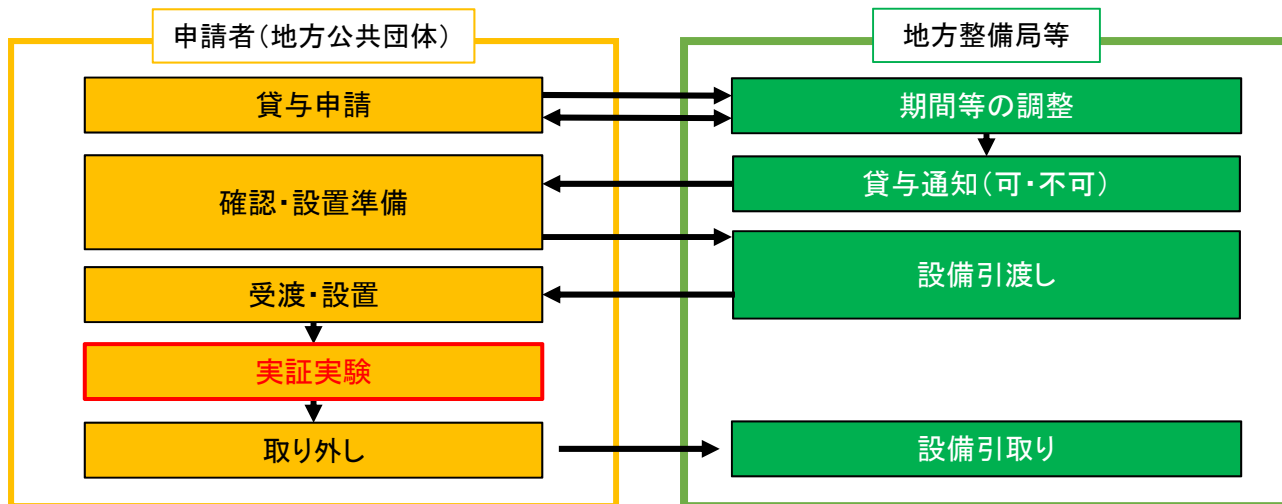 申請者（地方公共団体）
貸与申請
確認・設置準備
受渡・設置
実証実験
取り外し
地方整備局等
期間等の調整
貸与通知（可・不可）
設備引渡し
設備引取り